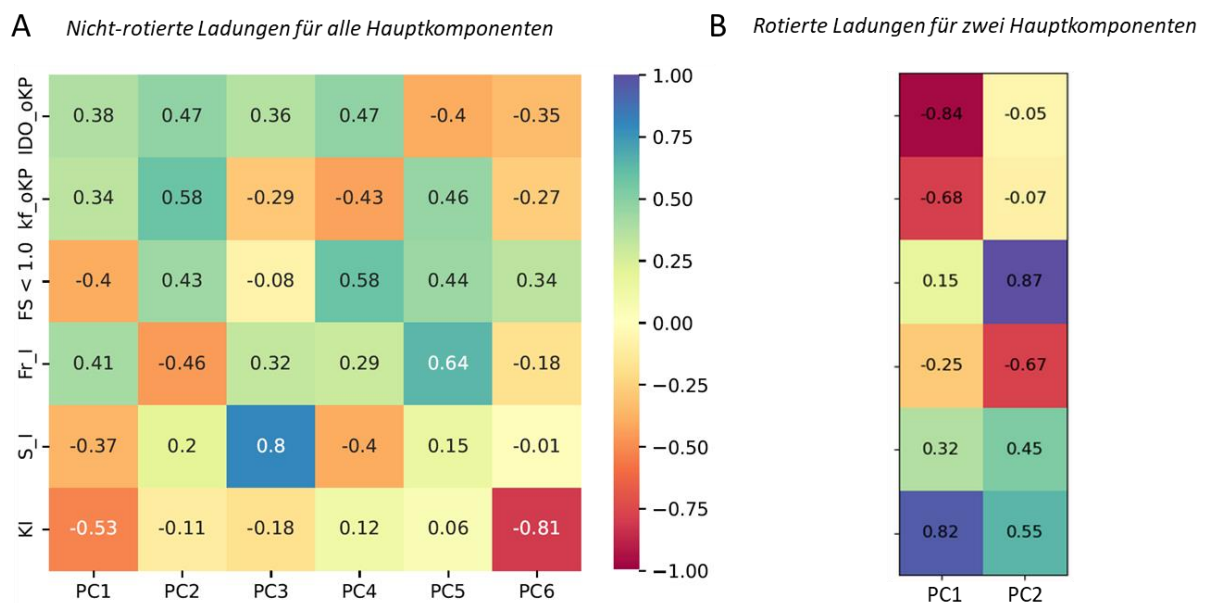 A Nicht-rotierte Ladungen für alle Hauptkomponenten
B Rotierte Ladungen für zwei Hauptkomponenten
IDO_oKP 0.38 0.47 0.36 0.47 -0.4 -0.35
kf_oKP 0.34 0.58 -0.29 -0.43 0.46 -0.27
FS < 1.0 -0.4 0.43 -0.08 0.58 0.44 0.34
Fr_I 0.41 -0.46 0.32 0.29 0.64 -0.18
S_I -0.37 0.2 0.8 -0.4 0.15 -0.01
KI -0.53 -0.11 -0.18 0.12 0.06 -0.81
PC1 PC2 PC3 PC4 PC5 PC6
1.00
0.75
0.50
0.25
0.00
−0.25
−0.50
−0.75
−1.00
-0.84 -0.05
-0.68 -0.07
0.15 0.87
-0.25 -0.67
0.32 0.45
0.82 0.55
PC1 PC2